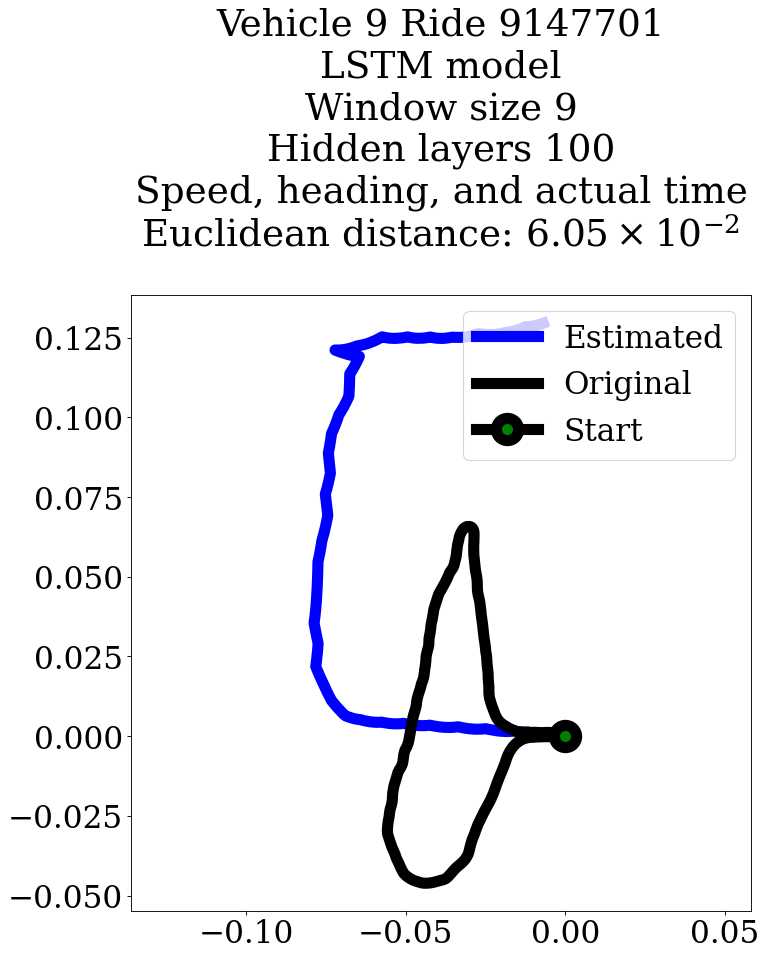 Vehicle 9 Ride 9147701
LSTM model
Window size 9
Hidden layers 100
Speed, heading, and actual time
Euclidean distance: 6.05 × 10⁻²
Estimated
Original
Start
0.125
0.100
0.075
0.050
0.025
0.000
−0.025
−0.050
−0.10 −0.05 0.00 0.05